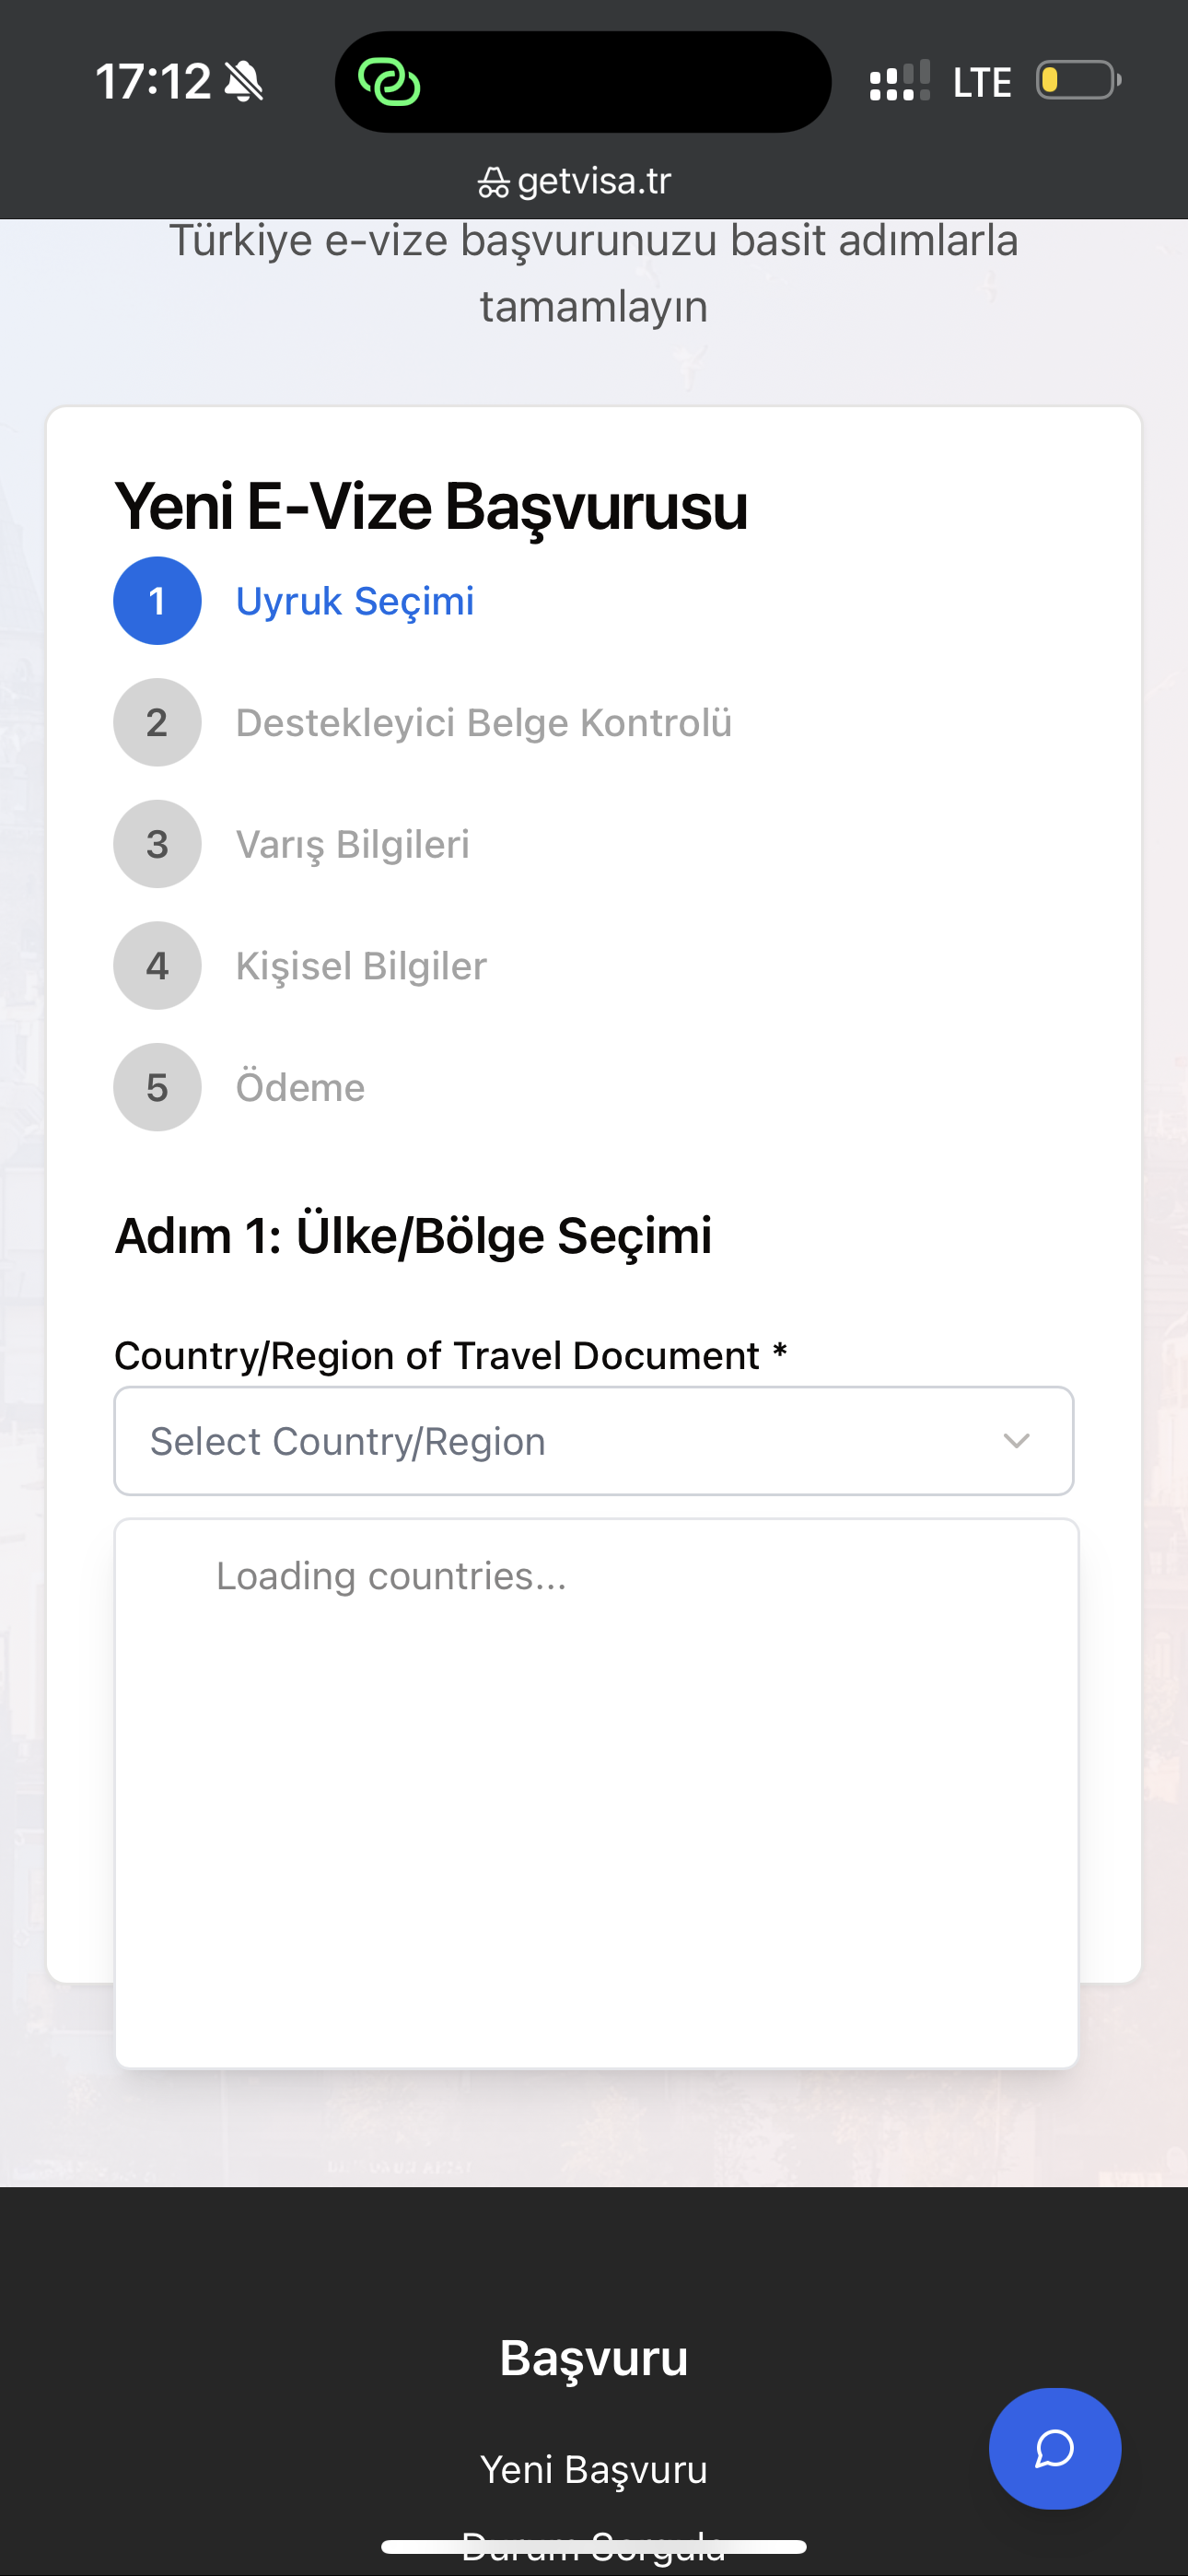 17:12
LTE
getvisa.tr
Türkiye e-vize başvurunuzu basit adımlarla
tamamlayın
Yeni E-Vize Başvurusu
1 Uyruk Seçimi
2 Destekleyici Belge Kontrolü
3 Varış Bilgileri
4 Kişisel Bilgiler
5 Ödeme
Adım 1: Ülke/Bölge Seçimi
Country/Region of Travel Document *
Select Country/Region
Loading countries...
Başvuru
Yeni Başvuru
Durum Sorgula